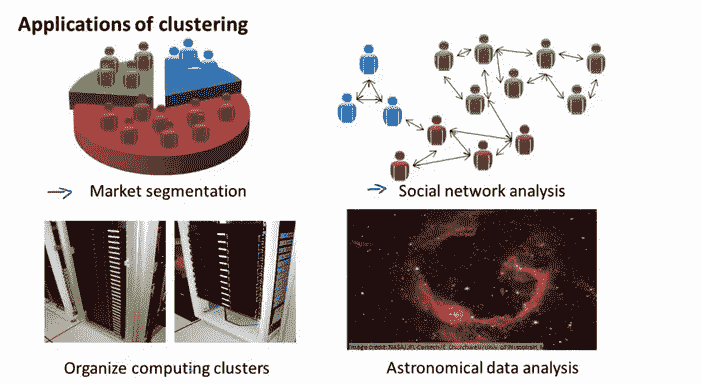 Applications of clustering
Market segmentation
Social network analysis
Organize computing clusters
Astronomical data analysis
Image credit: NASA/JPL-Caltech/E. Churchwell (Univ. of Wisconsin,